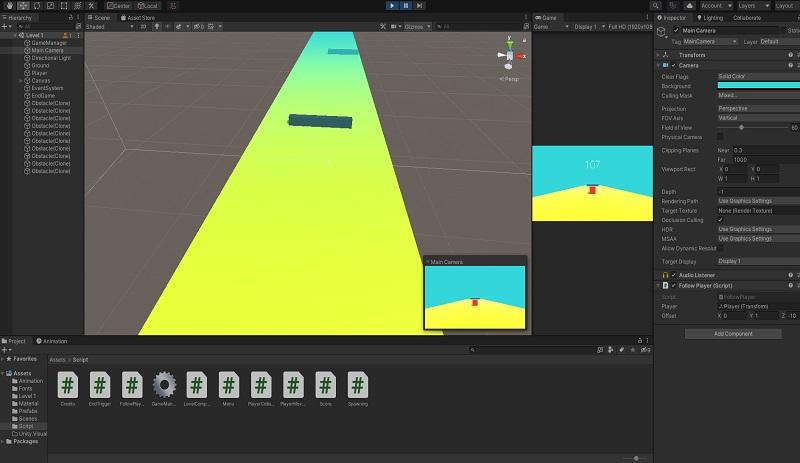 Center
Local
Account
Layers
Layout
Hierarchy
All
Level 1
1
GameManager
Main Camera
Directional Light
Ground
Player
Canvas
EventSystem
EndGame
Obstacle(Clone)
Obstacle(Clone)
Obstacle(Clone)
Obstacle(Clone)
Obstacle(Clone)
Obstacle(Clone)
Obstacle(Clone)
Obstacle(Clone)
Obstacle(Clone)
Scene
Asset Store
Shaded
2D
0
Gizmos
All
y
x
Persp
Main Camera
Game
Game
Display 1
Full HD (1920x108
107
Inspector
Lighting
Collaborate
Main Camera
Static
Tag
MainCamera
Layer
Default
Transform
Camera
Clear Flags
Solid Color
Background
Culling Mask
Mixed...
Projection
Perspective
FOV Axis
Vertical
Field of View
60
Physical Camera
Clipping Planes
Near
0.3
Far
1000
Viewport Rect
X
0
Y
0
W
1
H
1
Depth
-1
Rendering Path
Use Graphics Settings
Target Texture
None (Render Texture)
Occlusion Culling
HDR
Use Graphics Settings
MSAA
Use Graphics Settings
Allow Dynamic Resolut
Target Display
Display 1
Audio Listener
Follow Player (Script)
Script
FollowPlayer
Player
Player (Transform)
Offset
X
0
Y
1
Z
-10
Add Component
Project
Animation
Favorites
Assets
Animation
Fonts
Level 1
Material
Prefabs
Scenes
Script
Unity.Visual
Packages
Assets > Script
Credits
EndTrigger
FollowPlay...
GameMan...
LevelComp...
Menu
PlayerCollis...
PlayerMove...
Score
Spawning